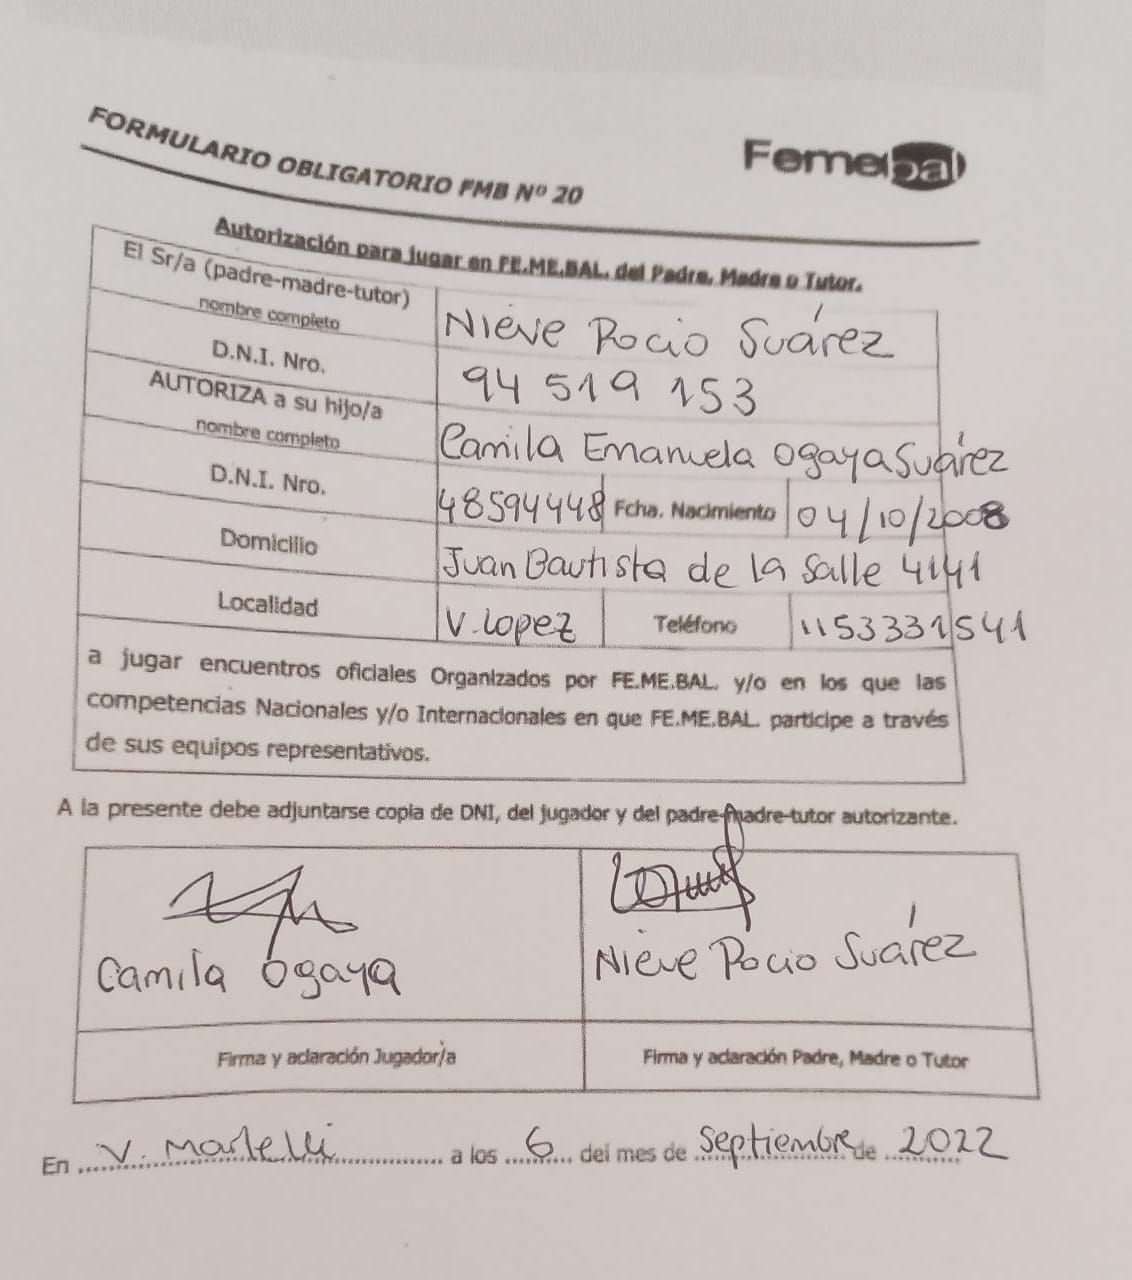 FORMULARIO OBLIGATORIO FMB Nº 20
Femebal
Autorización para jugar en FE.ME.BAL. del Padre, Madre o Tutor.
El Sr/a (padre-madre-tutor)
nombre completo
Nieve Rocio Suárez
D.N.I. Nro.
94 519 153
AUTORIZA a su hijo/a
nombre completo
Camila Emanuela Ogaya Suárez
D.N.I. Nro.
48594448
Fcha. Nacimiento
04/10/2008
Domicilio
Juan Bautista de la Salle 4141
Localidad
V. Lopez
Teléfono
1153331541
a jugar encuentros oficiales Organizados por FE.ME.BAL. y/o en los que las
competencias Nacionales y/o Internacionales en que FE.ME.BAL. participe a través
de sus equipos representativos.
A la presente debe adjuntarse copia de DNI, del jugador y del padre-madre-tutor autorizante.
Camila Ogaya
Nieve Rocio Suárez
Firma y aclaración Jugador/a
Firma y aclaración Padre, Madre o Tutor
En V. Martelli a los 6 del mes de Septiembre de 2022